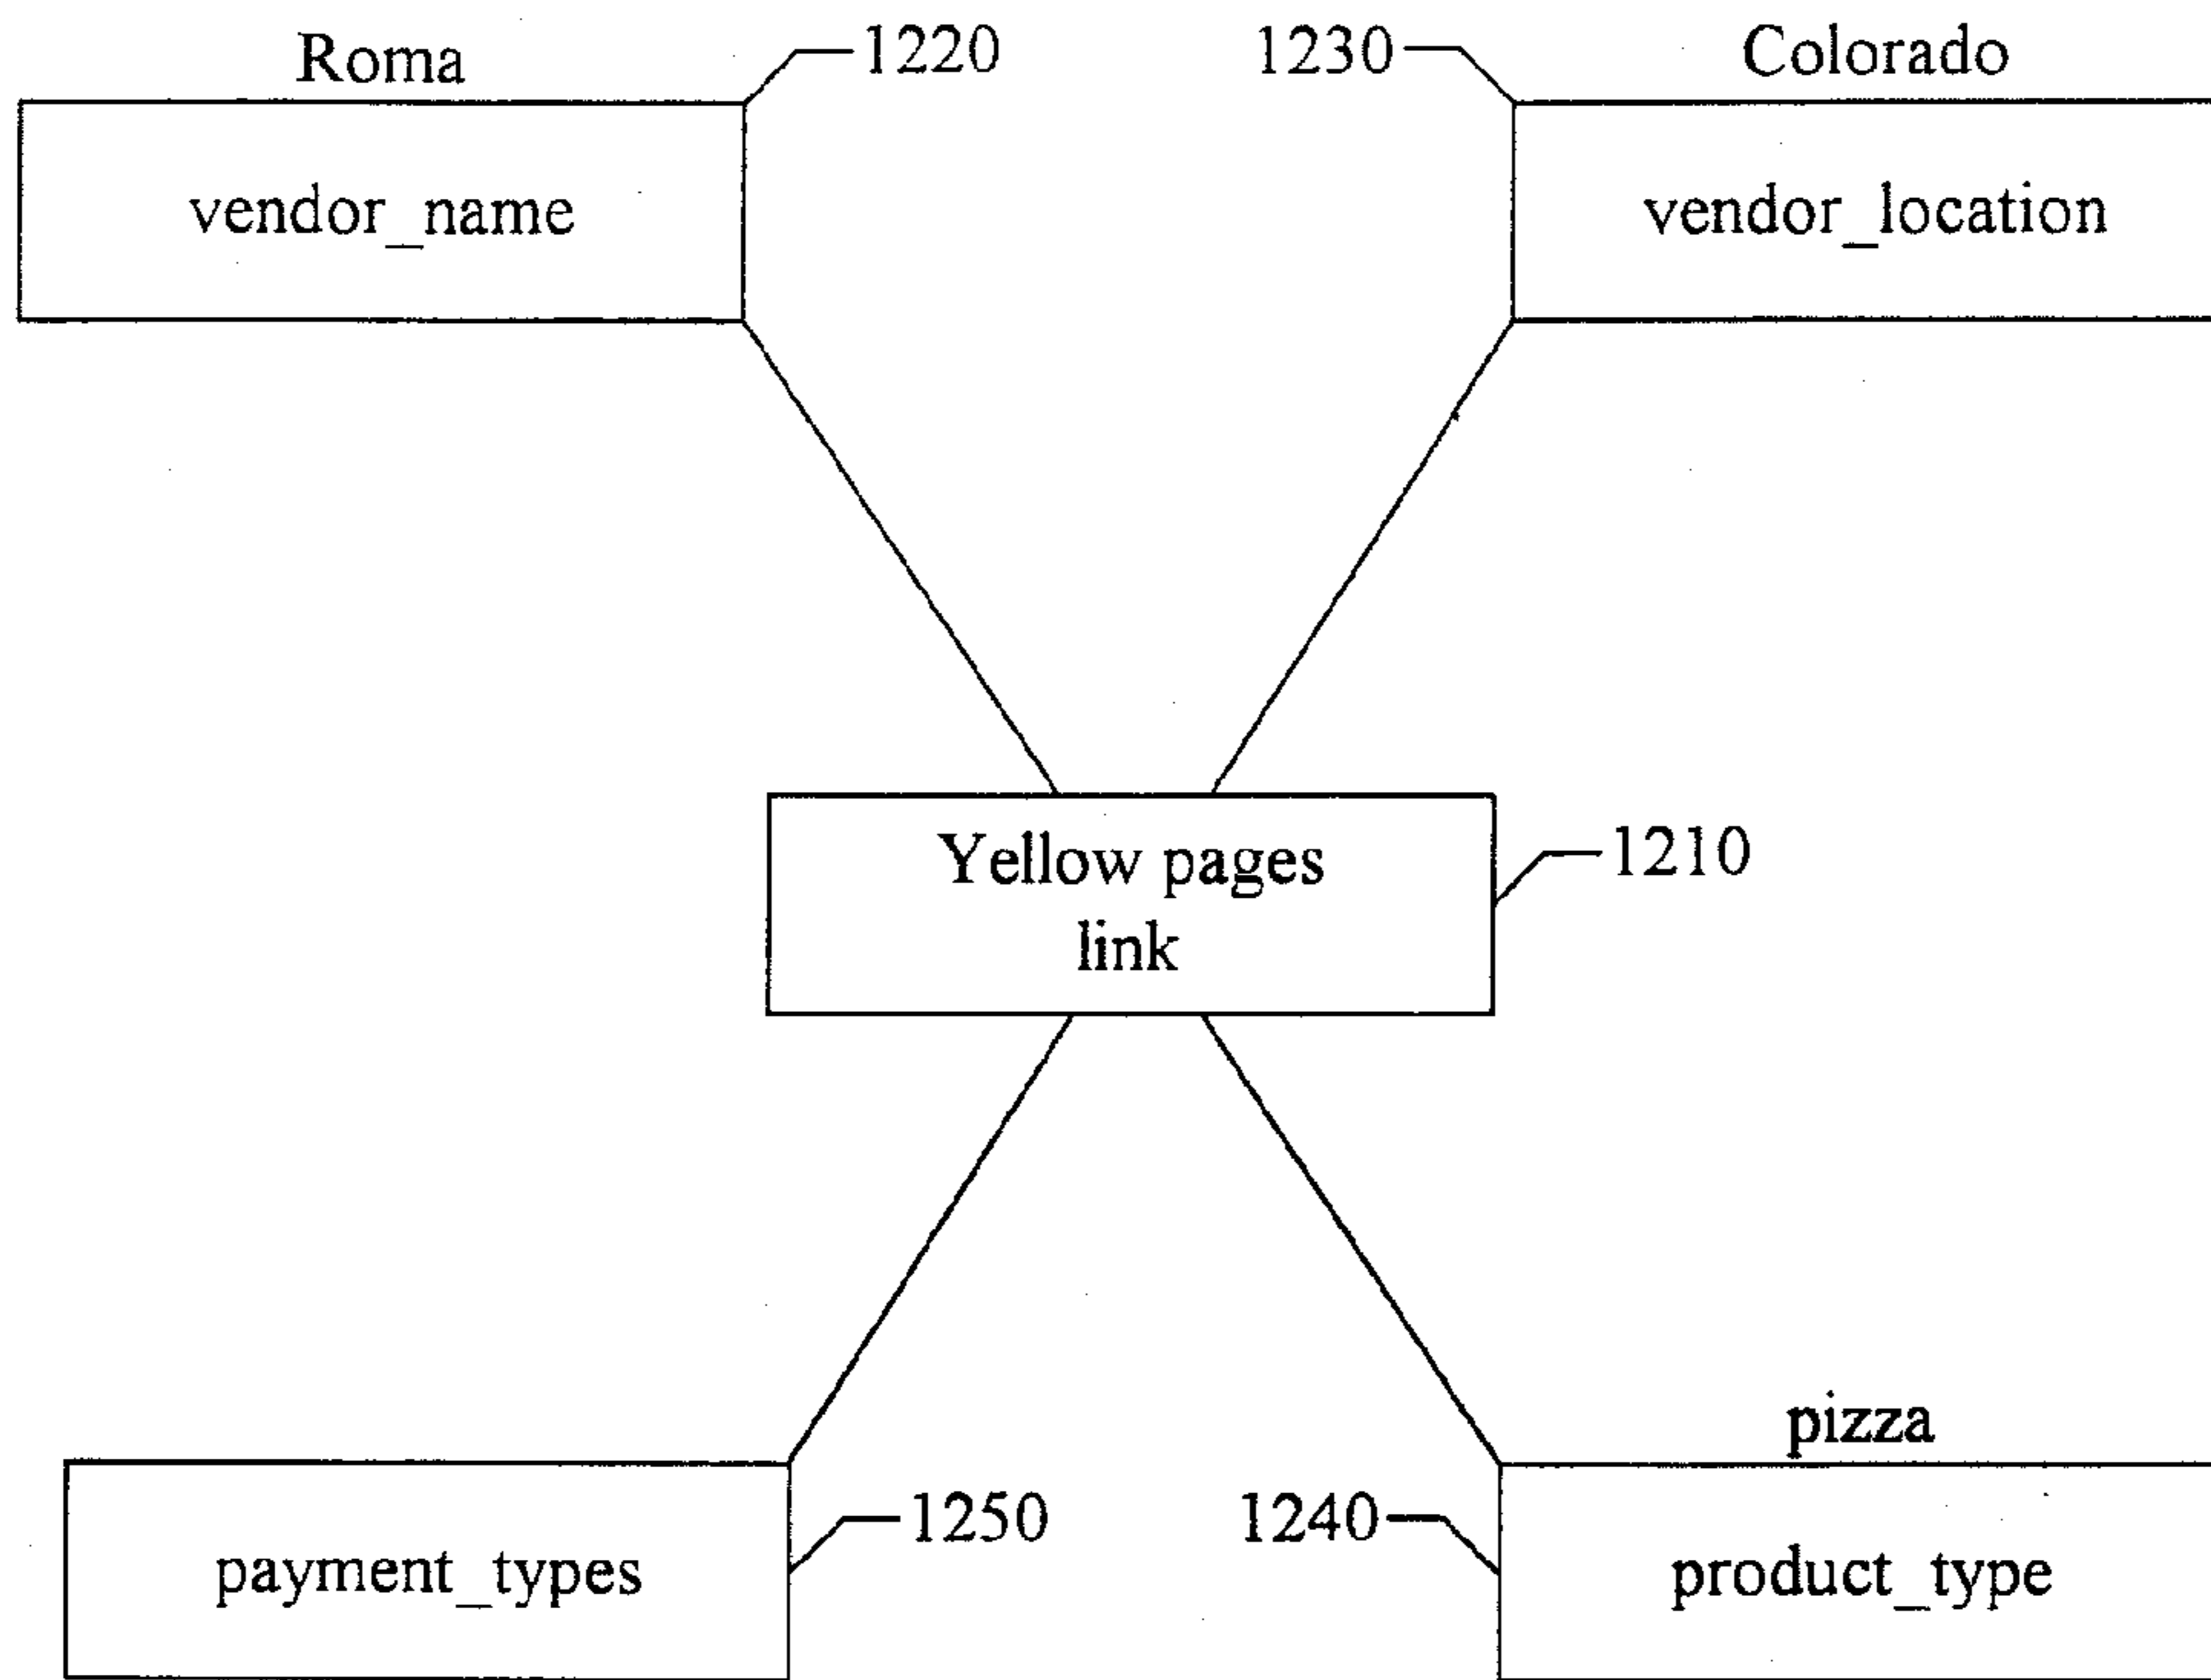 Roma
1220
1230
Colorado
vendor_name
vendor_location
Yellow pages
link
1210
pizza
payment_types
1250
1240
product_type